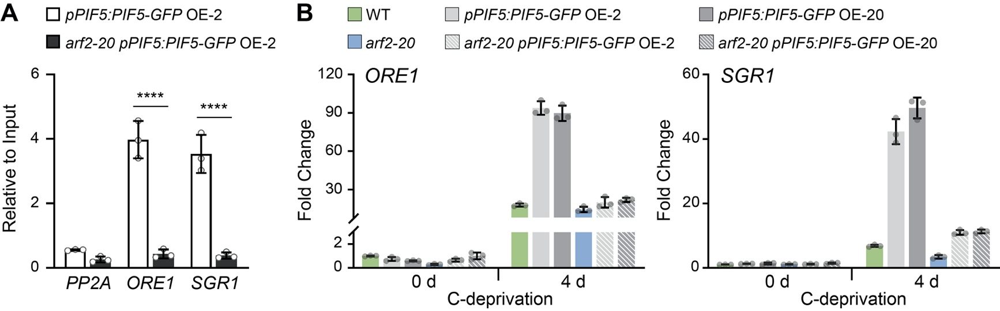 A
pPIF5:PIF5-GFP OE-2
arf2-20 pPIF5:PIF5-GFP OE-2
Relative to Input
6
4
2
0
****
****
PP2A ORE1 SGR1
B
WT pPIF5:PIF5-GFP OE-2 pPIF5:PIF5-GFP OE-20
arf2-20 arf2-20 pPIF5:PIF5-GFP OE-2 arf2-20 pPIF5:PIF5-GFP OE-20
ORE1
Fold Change
120
90
60
30
2
0
0 d 4 d
C-deprivation
SGR1
Fold Change
60
40
20
0
0 d 4 d
C-deprivation